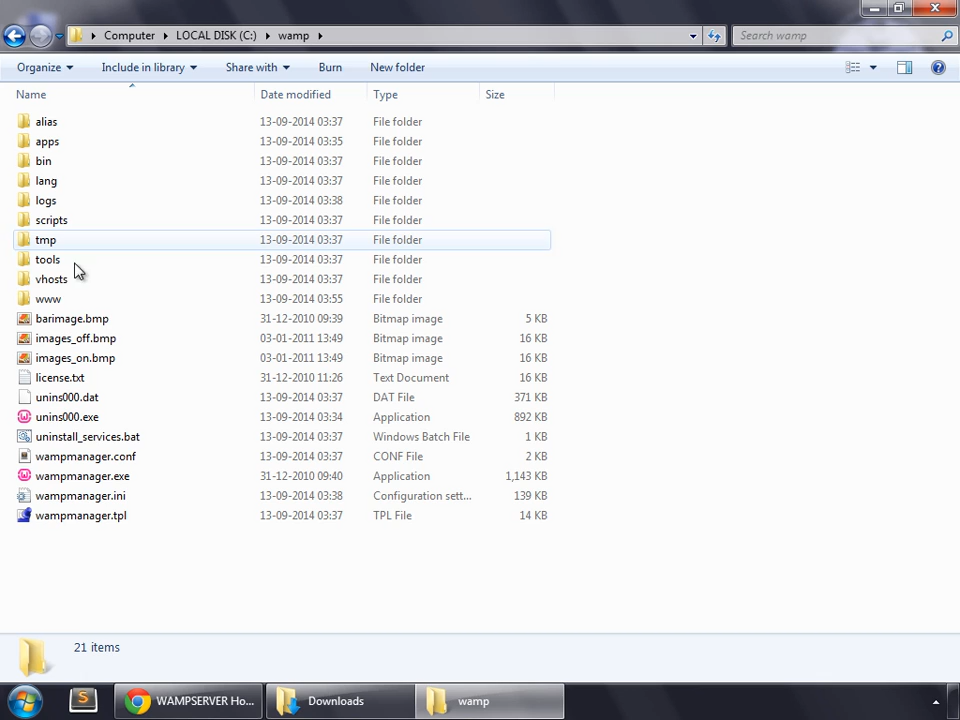 Computer LOCAL DISK (C:) wamp Search wamp
Organize Include in library Share with Burn New folder
Name Date modified Type Size
alias 13-09-2014 03:37 File folder
apps 13-09-2014 03:35 File folder
bin 13-09-2014 03:37 File folder
lang 13-09-2014 03:37 File folder
logs 13-09-2014 03:38 File folder
scripts 13-09-2014 03:37 File folder
tmp 13-09-2014 03:37 File folder
tools 13-09-2014 03:37 File folder
vhosts 13-09-2014 03:37 File folder
www 13-09-2014 03:55 File folder
barimage.bmp 31-12-2010 09:39 Bitmap image 5 KB
images_off.bmp 03-01-2011 13:49 Bitmap image 16 KB
images_on.bmp 03-01-2011 13:49 Bitmap image 16 KB
license.txt 31-12-2010 11:26 Text Document 16 KB
unins000.dat 13-09-2014 03:37 DAT File 371 KB
unins000.exe 13-09-2014 03:34 Application 892 KB
uninstall_services.bat 13-09-2014 03:37 Windows Batch File 1 KB
wampmanager.conf 13-09-2014 03:37 CONF File 2 KB
wampmanager.exe 31-12-2010 09:40 Application 1,143 KB
wampmanager.ini 13-09-2014 03:38 Configuration sett... 139 KB
wampmanager.tpl 13-09-2014 03:37 TPL File 14 KB
21 items
WAMPSERVER Ho... Downloads wamp